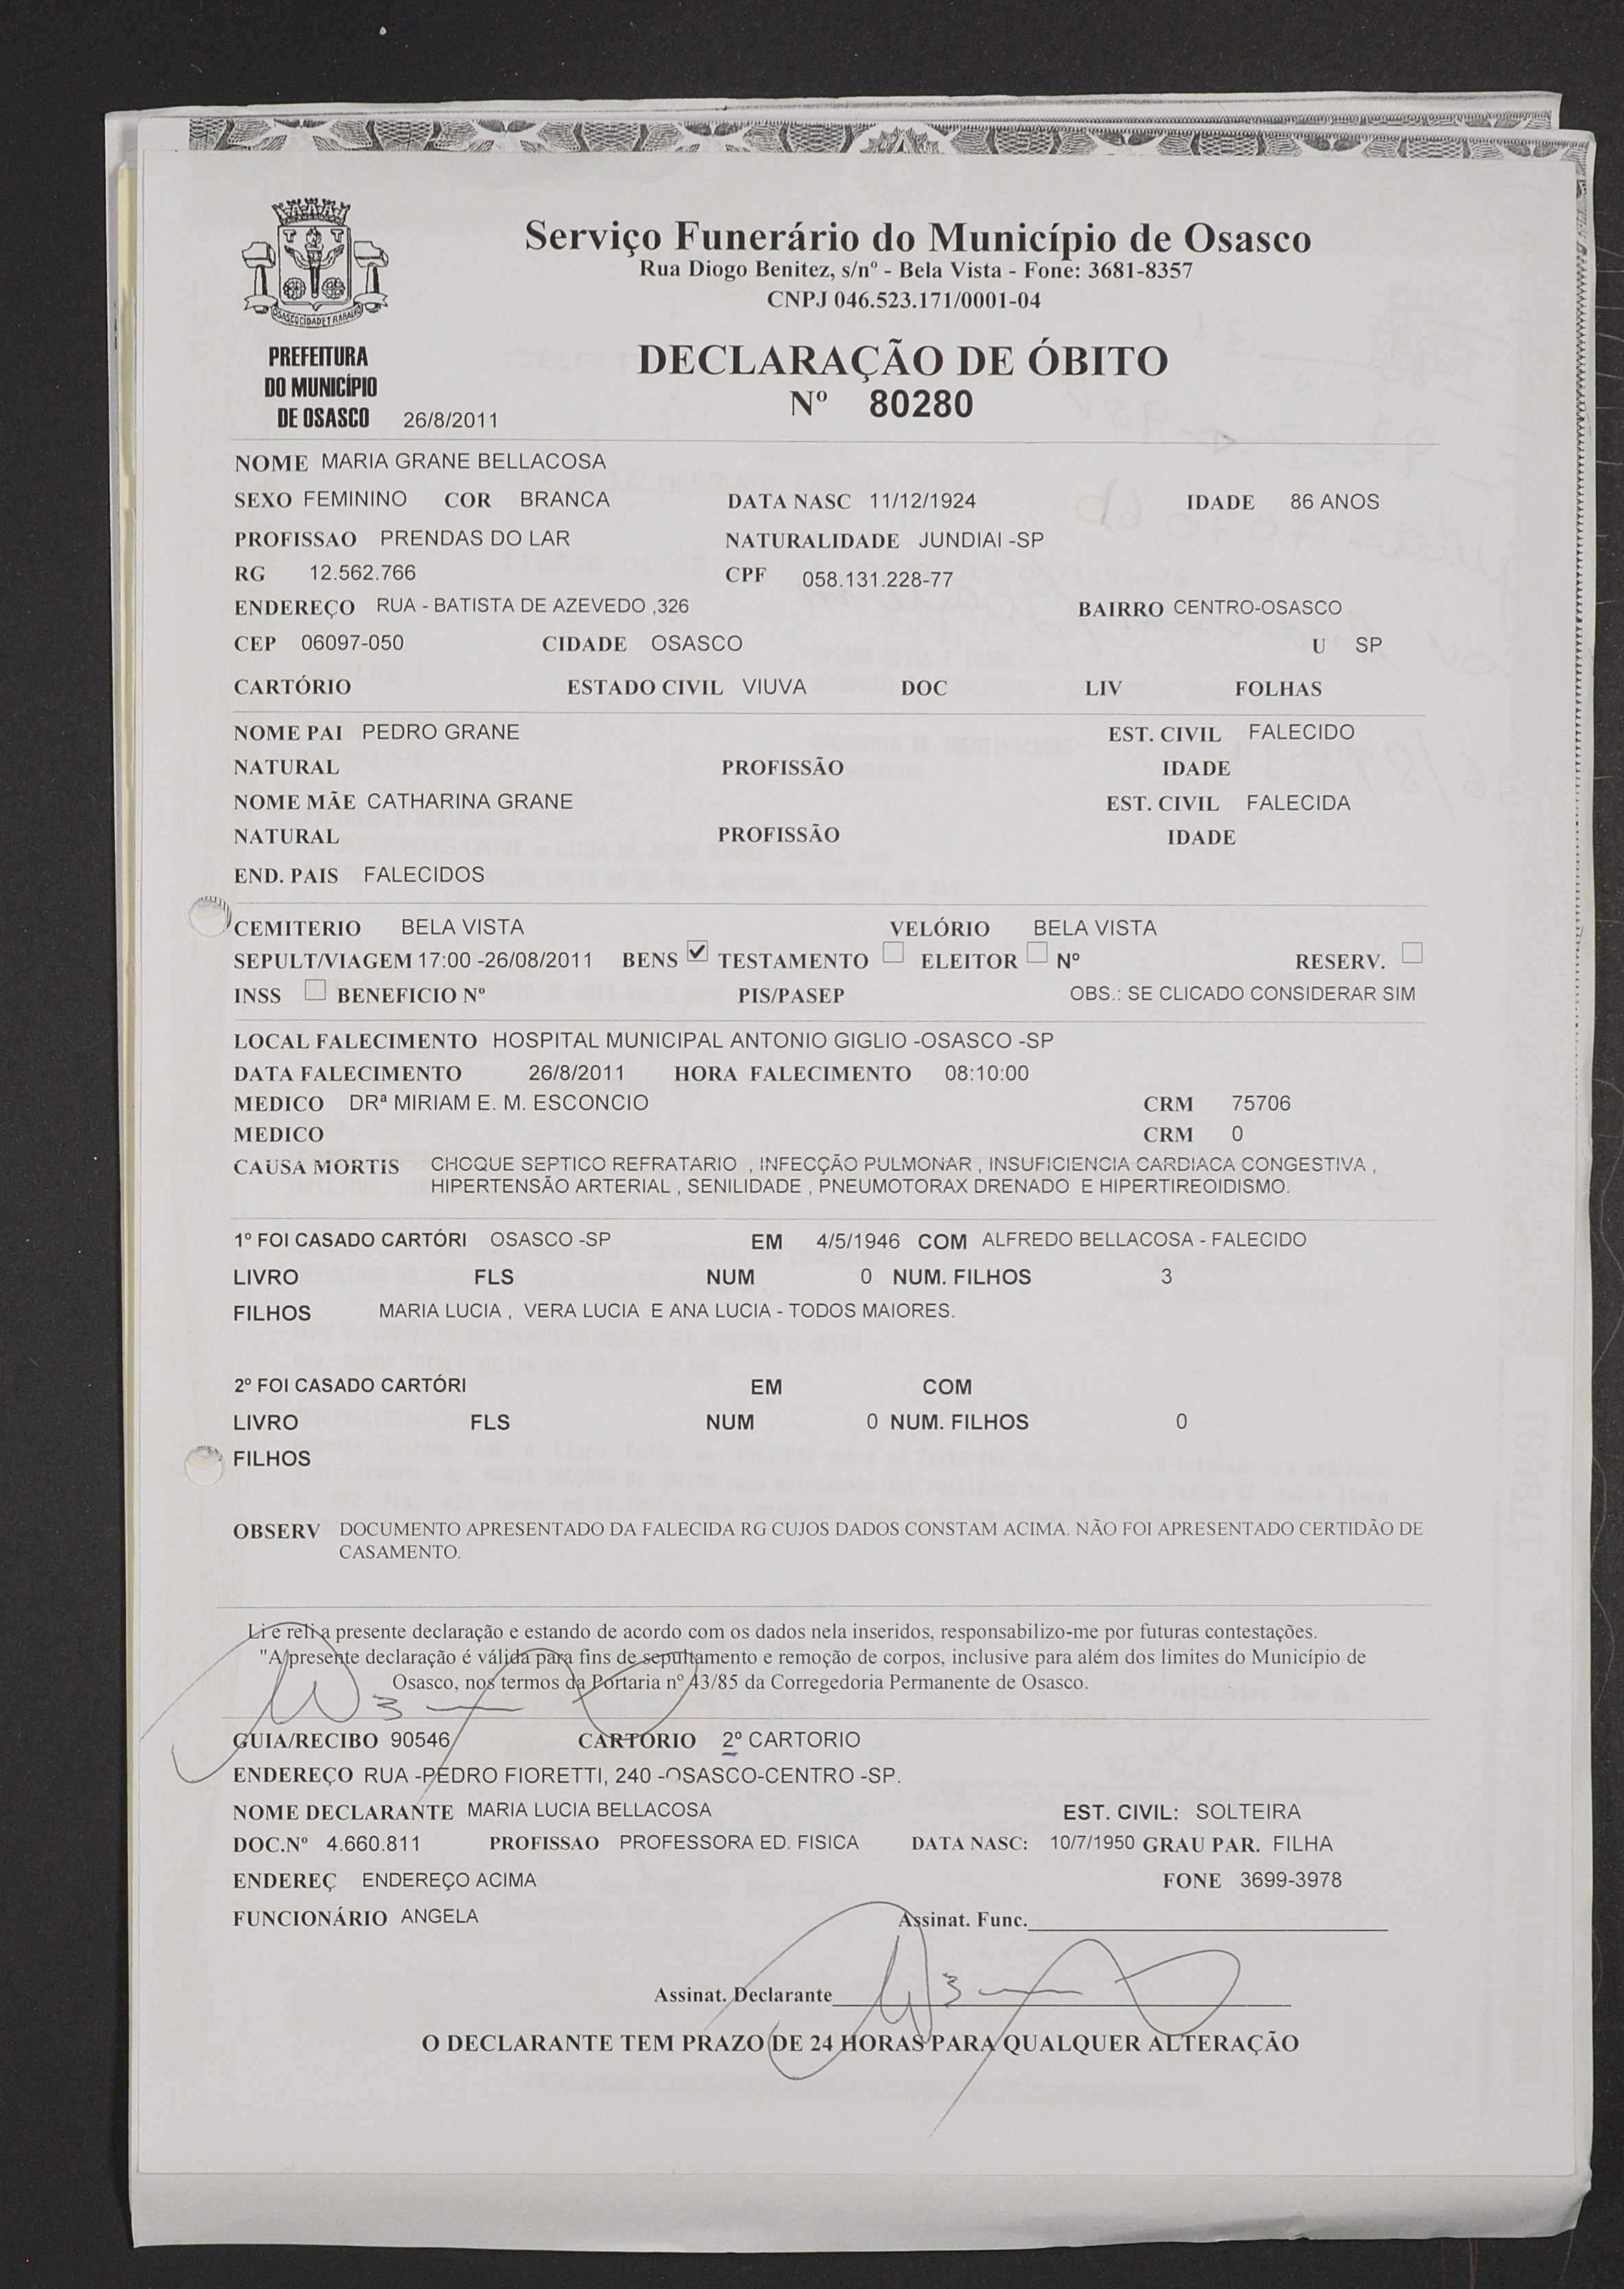 Serviço Funerário do Município de Osasco
Rua Diogo Benitez, s/nº - Bela Vista - Fone: 3681-8357
CNPJ 046.523.171/0001-04
OSASCO CIDADE TRABALHO
PREFEITURA
DO MUNICÍPIO
DE OSASCO 26/8/2011
DECLARAÇÃO DE ÓBITO
Nº 80280
NOME MARIA GRANE BELLACOSA
SEXO FEMININO COR BRANCA DATA NASC 11/12/1924 IDADE 86 ANOS
PROFISSAO PRENDAS DO LAR NATURALIDADE JUNDIAI -SP
RG 12.562.766 CPF 058.131.228-77
ENDEREÇO RUA - BATISTA DE AZEVEDO ,326 BAIRRO CENTRO-OSASCO
CEP 06097-050 CIDADE OSASCO U SP
CARTÓRIO ESTADO CIVIL VIUVA DOC LIV FOLHAS
NOME PAI PEDRO GRANE EST. CIVIL FALECIDO
NATURAL PROFISSÃO IDADE
NOME MÃE CATHARINA GRANE EST. CIVIL FALECIDA
NATURAL PROFISSÃO IDADE
END. PAIS FALECIDOS
CEMITERIO BELA VISTA VELÓRIO BELA VISTA
SEPULT/VIAGEM 17:00 -26/08/2011 BENS TESTAMENTO ELEITOR Nº RESERV.
INSS BENEFICIO Nº PIS/PASEP OBS.: SE CLICADO CONSIDERAR SIM
LOCAL FALECIMENTO HOSPITAL MUNICIPAL ANTONIO GIGLIO -OSASCO -SP
DATA FALECIMENTO 26/8/2011 HORA FALECIMENTO 08:10:00
MEDICO DRª MIRIAM E. M. ESCONCIO CRM 75706
MEDICO CRM 0
CAUSA MORTIS CHOQUE SEPTICO REFRATARIO , INFECÇÃO PULMONAR , INSUFICIENCIA CARDIACA CONGESTIVA ,
HIPERTENSÃO ARTERIAL , SENILIDADE , PNEUMOTORAX DRENADO E HIPERTIREOIDISMO.
1º FOI CASADO CARTÓRI OSASCO -SP EM 4/5/1946 COM ALFREDO BELLACOSA - FALECIDO
LIVRO FLS NUM 0 NUM. FILHOS 3
FILHOS MARIA LUCIA , VERA LUCIA E ANA LUCIA - TODOS MAIORES.
2º FOI CASADO CARTÓRI EM COM
LIVRO FLS NUM 0 NUM. FILHOS 0
FILHOS
OBSERV DOCUMENTO APRESENTADO DA FALECIDA RG CUJOS DADOS CONSTAM ACIMA. NÃO FOI APRESENTADO CERTIDÃO DE
CASAMENTO.
Li e reli a presente declaração e estando de acordo com os dados nela inseridos, responsabilizo-me por futuras contestações.
"A presente declaração é válida para fins de sepultamento e remoção de corpos, inclusive para além dos limites do Município de
Osasco, nos termos da Portaria nº 43/85 da Corregedoria Permanente de Osasco.
GUIA/RECIBO 90546 CARTORIO 2º CARTORIO
ENDEREÇO RUA -PEDRO FIORETTI, 240 -OSASCO-CENTRO -SP.
NOME DECLARANTE MARIA LUCIA BELLACOSA EST. CIVIL: SOLTEIRA
DOC.Nº 4.660.811 PROFISSAO PROFESSORA ED. FISICA DATA NASC: 10/7/1950 GRAU PAR. FILHA
ENDEREÇ ENDEREÇO ACIMA FONE 3699-3978
FUNCIONÁRIO ANGELA Assinat. Func.
Assinat. Declarante
O DECLARANTE TEM PRAZO DE 24 HORAS PARA QUALQUER ALTERAÇÃO